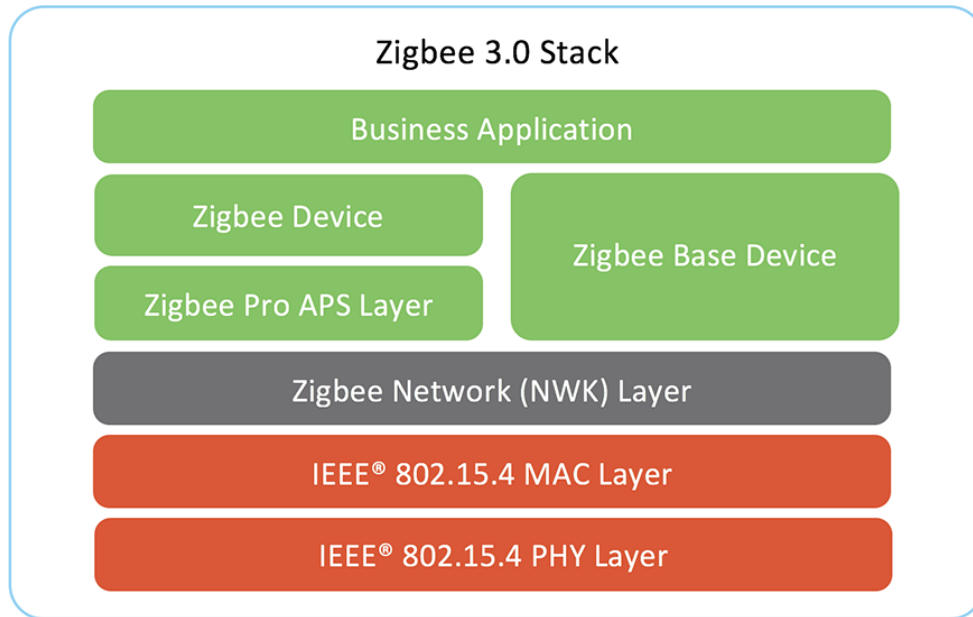 Zigbee 3.0 Stack
Business Application
Zigbee Device
Zigbee Base Device
Zigbee Pro APS Layer
Zigbee Network (NWK) Layer
IEEE® 802.15.4 MAC Layer
IEEE® 802.15.4 PHY Layer